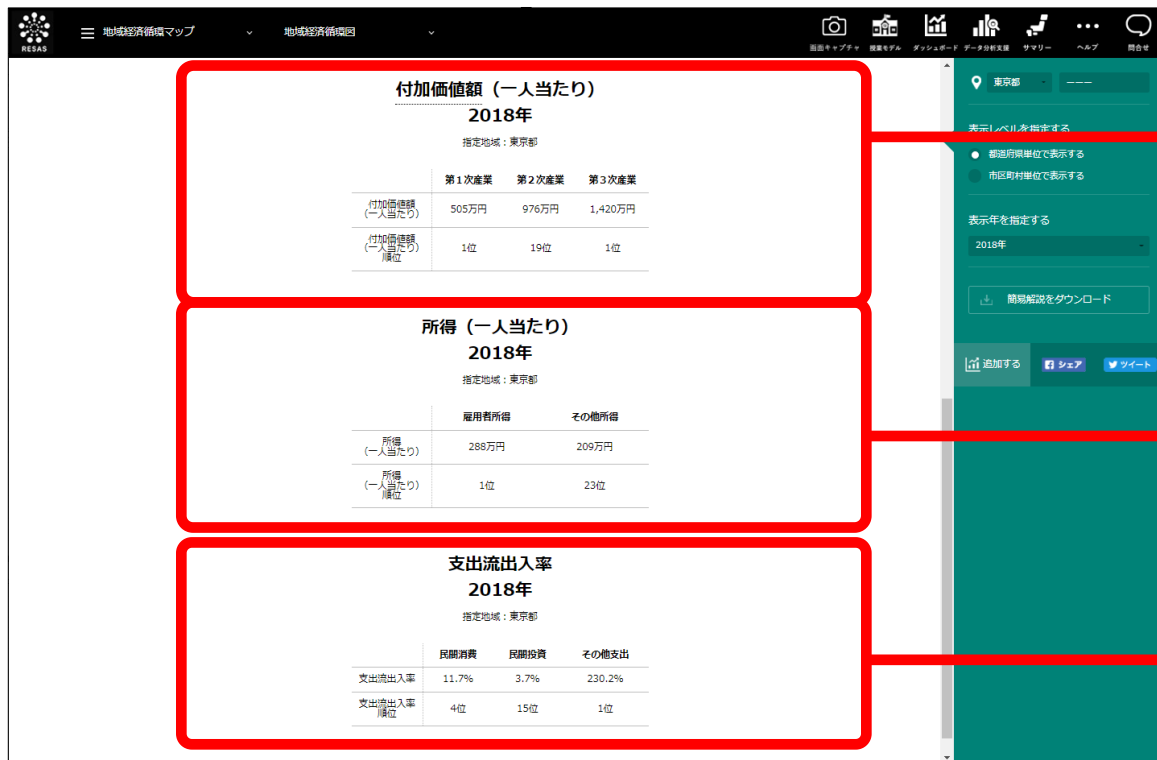 RESAS
地域経済循環マップ
地域経済循環図
画面キャプチャ
授業モデル
ダッシュボード
データ分析支援
サマリー
ヘルプ
問合せ
付加価値額（一人当たり）
2018年
指定地域：東京都
第1次産業 第2次産業 第3次産業
付加価値額
（一人当たり） 505万円 976万円 1,420万円
付加価値額
（一人当たり）
順位 1位 19位 1位
所得（一人当たり）
2018年
指定地域：東京都
雇用者所得 その他所得
所得
（一人当たり） 288万円 209万円
所得
（一人当たり）
順位 1位 23位
支出流出入率
2018年
指定地域：東京都
民間消費 民間投資 その他支出
支出流出入率 11.7% 3.7% 230.2%
支出流出入率
順位 4位 15位 1位
東京都 ---
表示レベルを指定する
都道府県単位で表示する
市区町村単位で表示する
表示年を指定する
2018年
簡易解説をダウンロード
追加する
シェア
ツイート